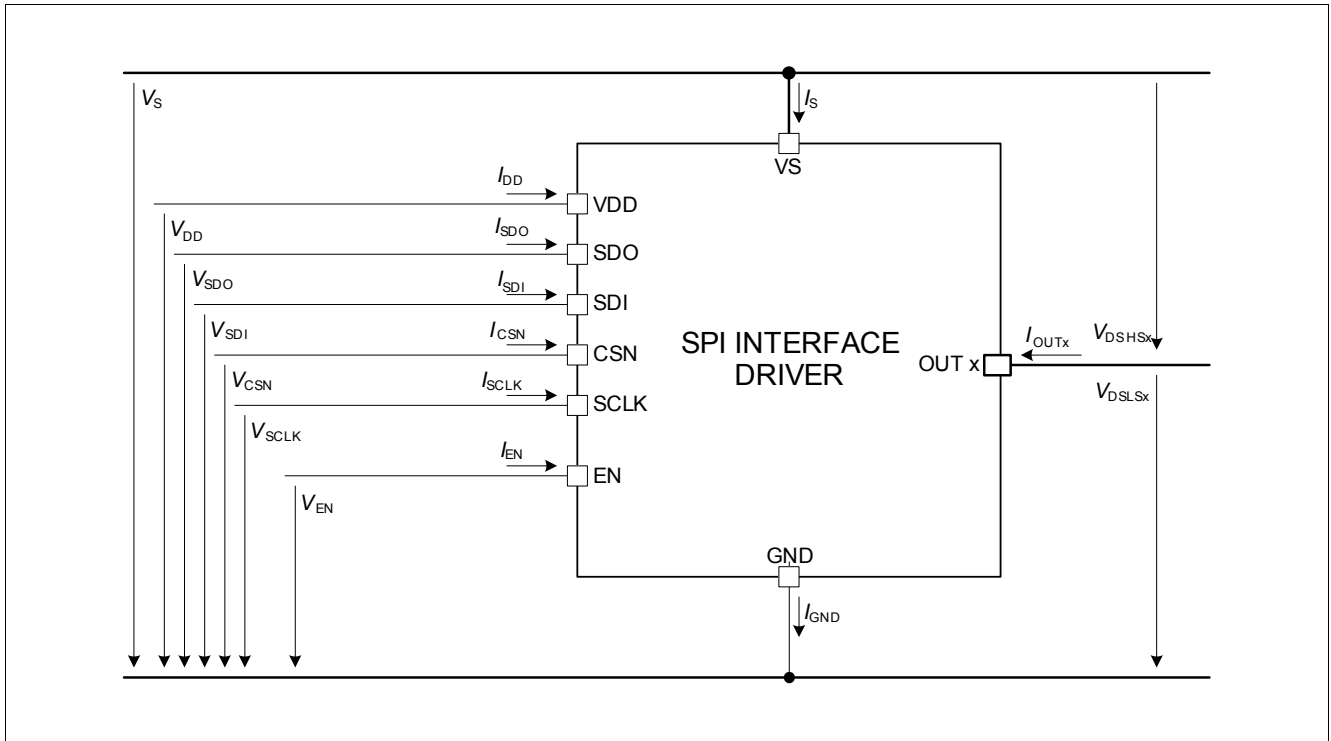 VS
IS
VS
IDD
VDD
VDD
ISDO
SDO
VSDO
ISDI
SDI
VSDI
ICSN
CSN
VCSN
ISCLK
SCLK
VSCLK
IEN
EN
VEN
SPI INTERFACE
DRIVER
OUT x
IOUTx
VDSHSx
VDSLSx
GND
IGND